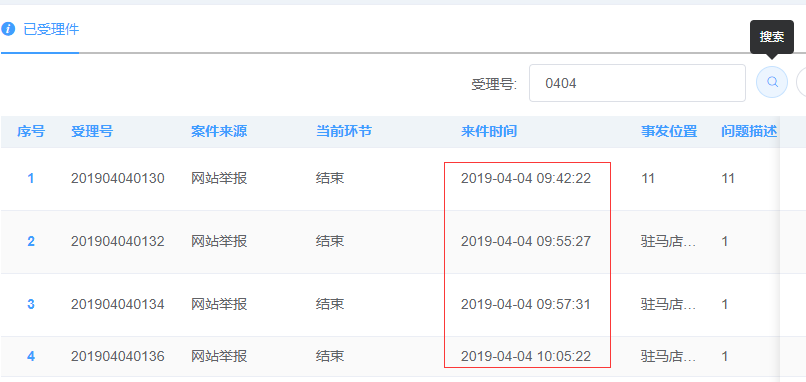 已受理件
搜索
受理号: 0404
序号 受理号 案件来源 当前环节 来件时间 事发位置 问题描述
1 201904040130 网站举报 结束 2019-04-04 09:42:22 11 11
2 201904040132 网站举报 结束 2019-04-04 09:55:27 驻马店... 1
3 201904040134 网站举报 结束 2019-04-04 09:57:31 驻马店... 1
4 201904040136 网站举报 结束 2019-04-04 10:05:22 驻马店... 1